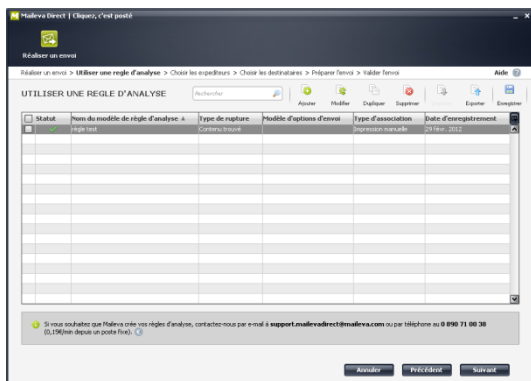 Maileva Direct | Cliquez, c'est posté
Réaliser un envoi
Réaliser un envoi > Utiliser une regle d'analyse > Choisir les expediteurs > Choisir les destinataires > Préparer l'envoi > Valider l'envoi Aide
UTILISER UNE REGLE D'ANALYSE Rechercher Ajouter Modifier Dupliquer Supprimer Exporter Enregistrer
Statut Nom du modèle de règle d'analyse Type de rupture Modèle d'options d'envoi Type d'association Date d'enregistrement
règle test Contenu trouvé Impression manuelle 29 févr. 2012
Si vous souhaitez que Maileva crée vos règles d'analyse, contactez-nous par e-mail à support.mailevadirect@maileva.com ou par téléphone au 0 890 71 00 38
(0,15€/min depuis un poste fixe).
Annuler Précédent Suivant